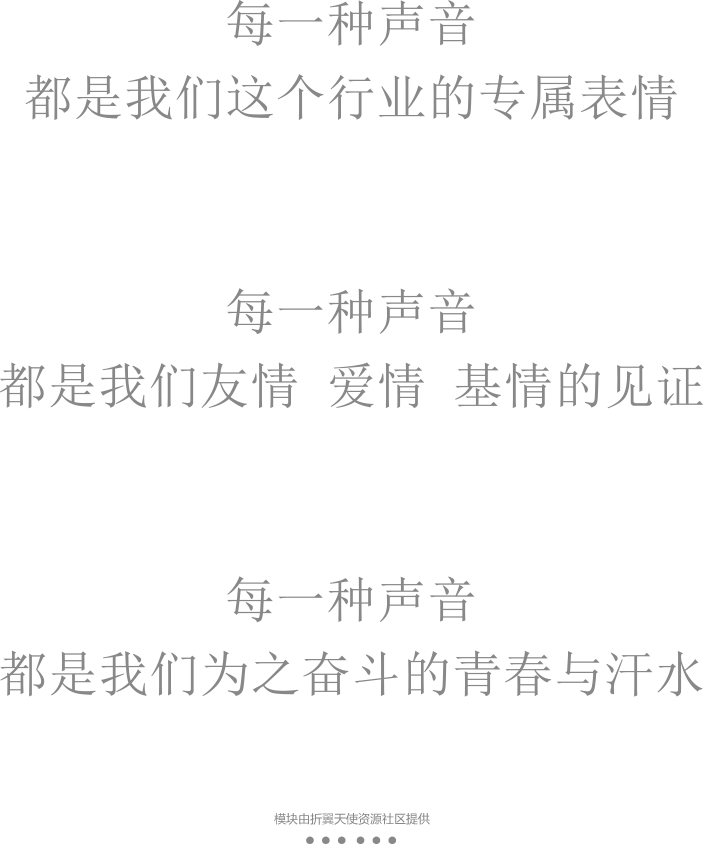 每一种声音
都是我们这个行业的专属表情
每一种声音
都是我们友情 爱情 基情的见证
每一种声音
都是我们为之奋斗的青春与汗水
模块由折翼天使资源社区提供